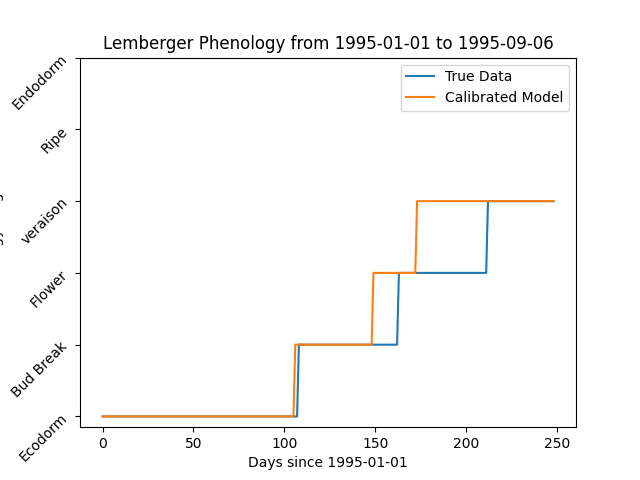 Lemberger Phenology from 1995-01-01 to 1995-09-06
True Data
Calibrated Model
Endodorm
Ripe
veraison
Flower
Bud Break
Ecodorm
0 50 100 150 200 250
Days since 1995-01-01